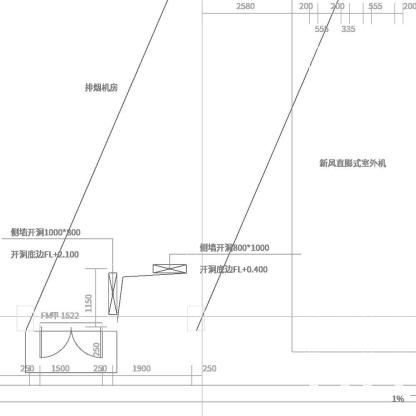 2580
200
200
555
200
555
335
排烟机房
新风直膨式室外机
侧墙开洞1000*800
开洞底边FL+2.100
侧墙开洞800*1000
开洞底边FL+0.400
1150
FM甲 1522
250
250
1500
250
1900
250
1%